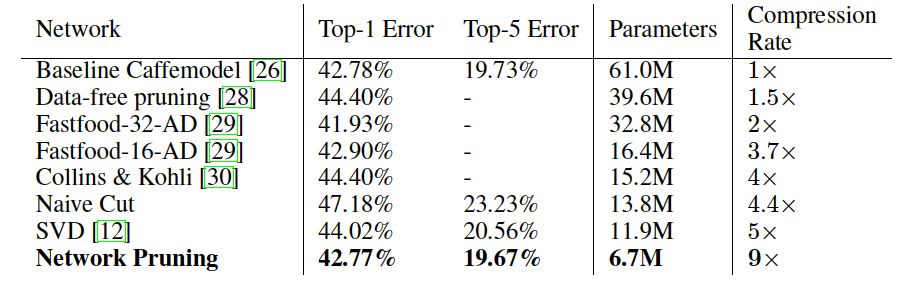 Network Top-1 Error Top-5 Error Parameters Compression Rate
Baseline Caffemodel [26] 42.78% 19.73% 61.0M 1×
Data-free pruning [28] 44.40% - 39.6M 1.5×
Fastfood-32-AD [29] 41.93% - 32.8M 2×
Fastfood-16-AD [29] 42.90% - 16.4M 3.7×
Collins & Kohli [30] 44.40% - 15.2M 4×
Naive Cut 47.18% 23.23% 13.8M 4.4×
SVD [12] 44.02% 20.56% 11.9M 5×
Network Pruning 42.77% 19.67% 6.7M 9×